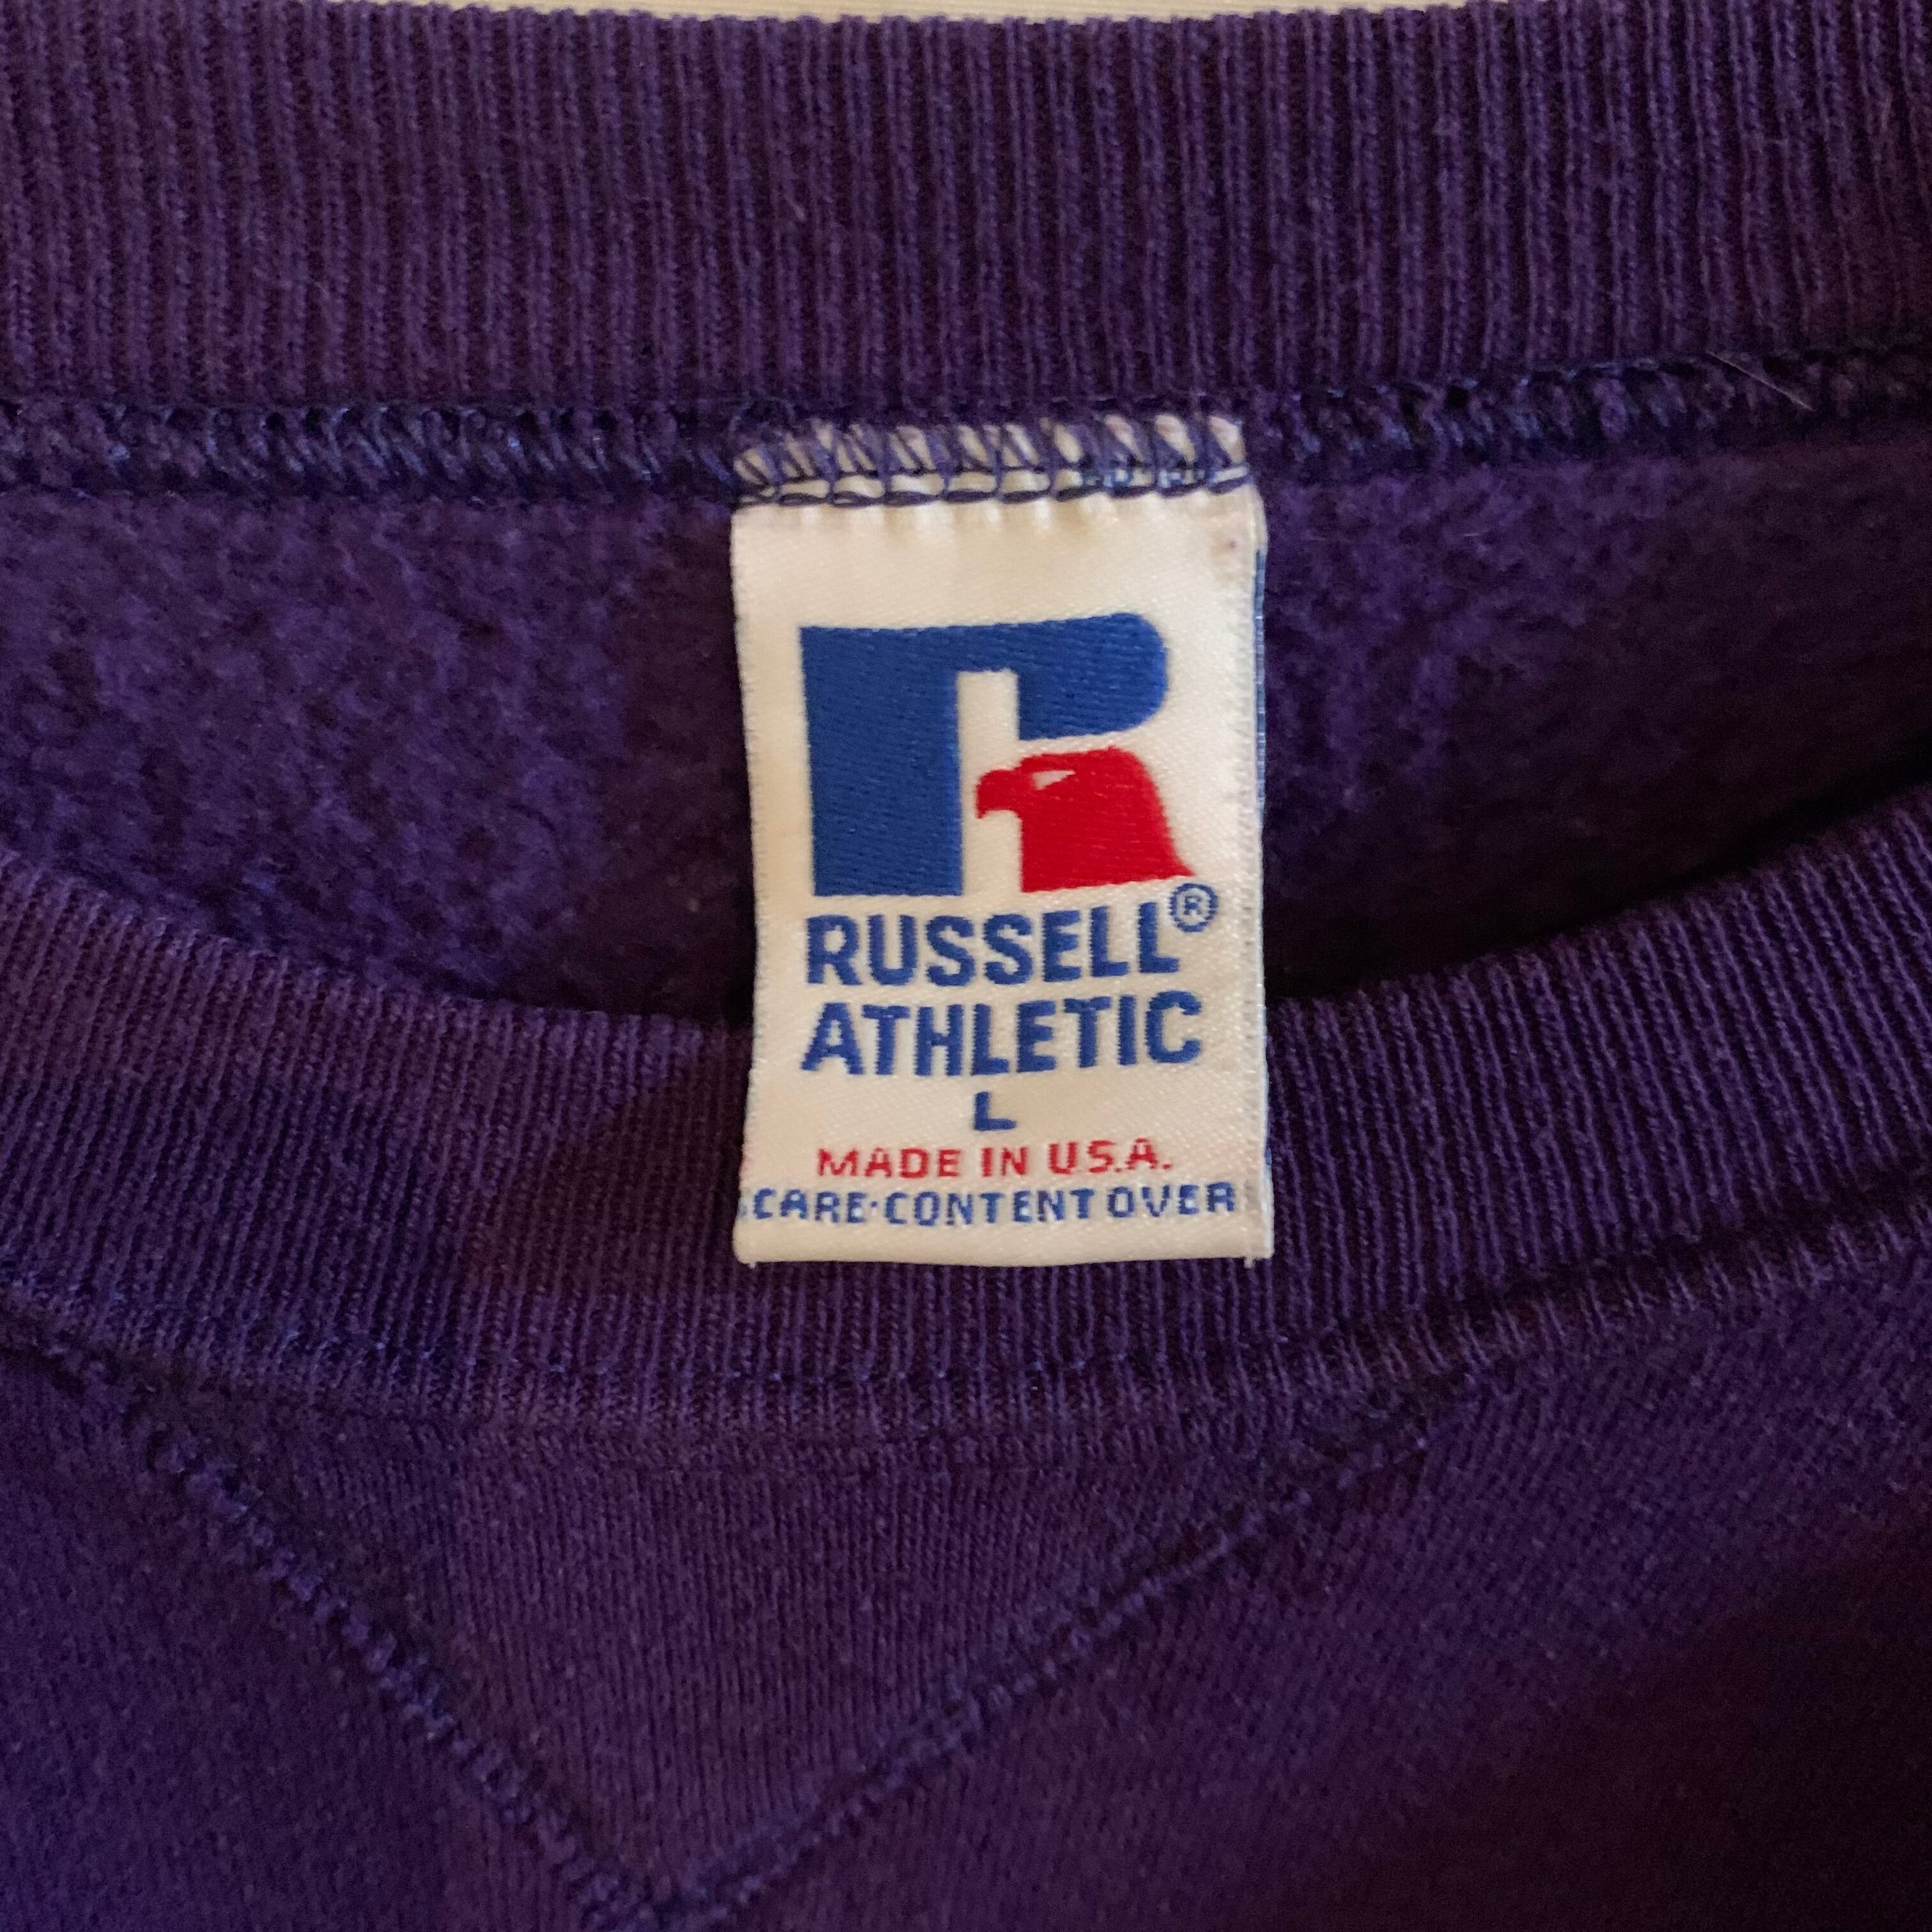 RUSSELL®
ATHLETIC
L
MADE IN U.S.A.
CARE·CONTENT OVER